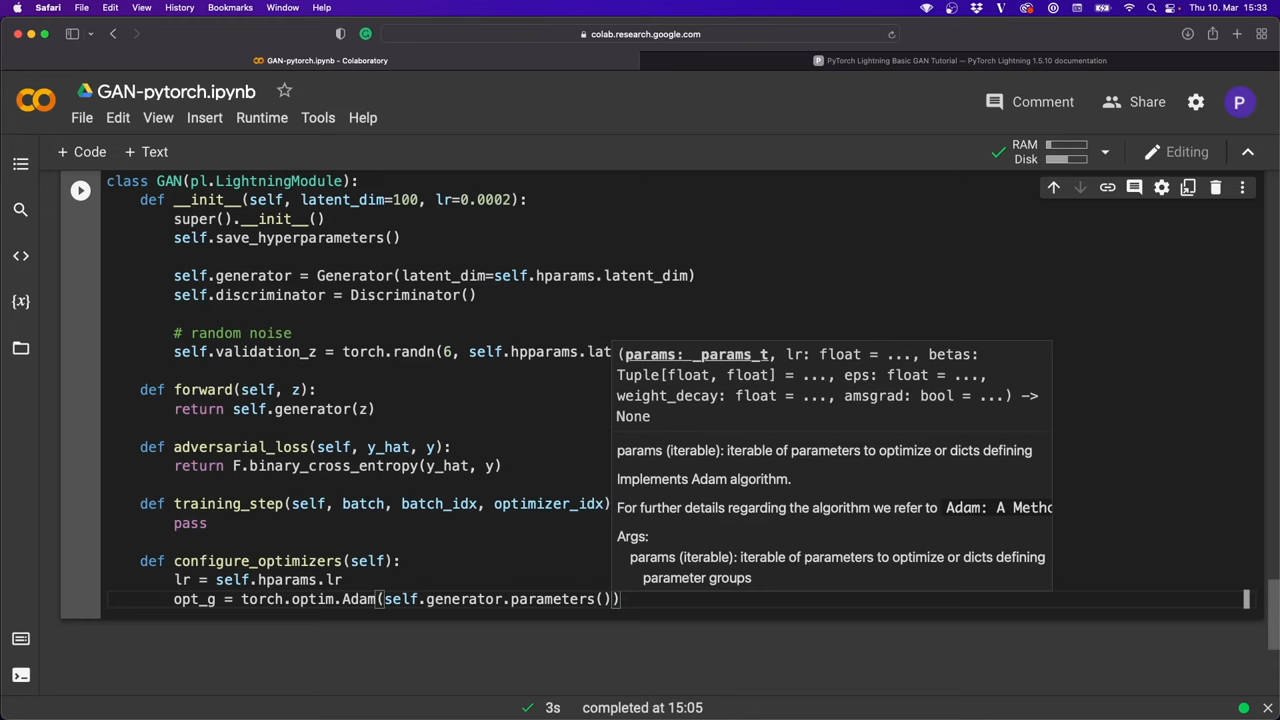 Safari File Edit View History Bookmarks Window Help Thu 10. Mar 15:33
colab.research.google.com
GAN-pytorch.ipynb - Colaboratory
PyTorch Lightning Basic GAN Tutorial — PyTorch Lightning 1.5.10 documentation
GAN-pytorch.ipynb
Comment Share P
File Edit View Insert Runtime Tools Help
+ Code + Text RAM Disk Editing
class GAN(pl.LightningModule):
def __init__(self, latent_dim=100, lr=0.0002):
super().__init__()
self.save_hyperparameters()
self.generator = Generator(latent_dim=self.hparams.latent_dim)
self.discriminator = Discriminator()
# random noise
self.validation_z = torch.randn(6, self.hpparams.lat
def forward(self, z):
return self.generator(z)
def adversarial_loss(self, y_hat, y):
return F.binary_cross_entropy(y_hat, y)
def training_step(self, batch, batch_idx, optimizer_idx)
pass
def configure_optimizers(self):
lr = self.hparams.lr
opt_g = torch.optim.Adam(self.generator.parameters())
(params: _params_t, lr: float = ..., betas:
Tuple[float, float] = ..., eps: float = ...,
weight_decay: float = ..., amsgrad: bool = ...) ->
None
params (iterable): iterable of parameters to optimize or dicts defining
Implements Adam algorithm.
For further details regarding the algorithm we refer to Adam: A Metho
Args:
params (iterable): iterable of parameters to optimize or dicts defining
parameter groups
3s completed at 15:05